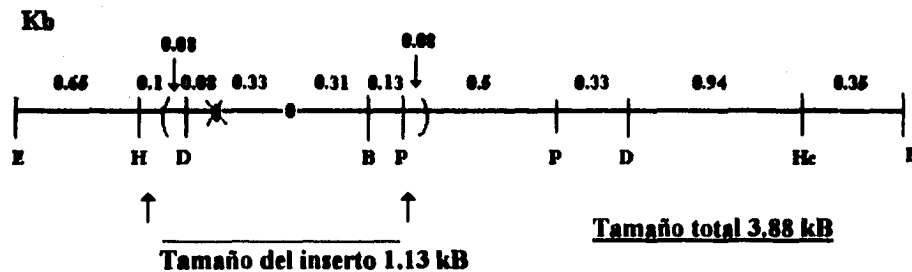 Kb
0.08 0.08
0.65 0.1 0.08 0.33 0.31 0.13 0.5 0.33 0.94 0.35
E H D B P P D Hc
Tamaño total 3.88 kB
Tamaño del inserto 1.13 kB